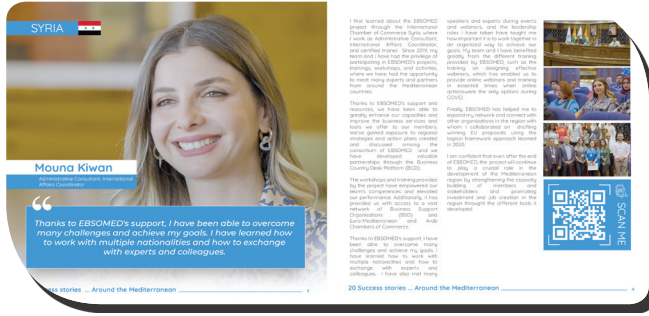 SYRIA
Mouna Kiwan
Administrative Consultant, International
Affairs Coordinator
Thanks to EBSOMED's support, I have been able to overcome
many challenges and achieve my goals. I have learned how
to work with multiple nationalities and how to exchange
with experts and colleagues.
ess stories ... Around the Mediterranean
5
I first learned about the EBSOMED
project through the International
Chamber of Commerce Syria, where
I work as Administrative Consultant,
International Affairs Coordinator,
and certified trainer. Since 2019, my
team and I have had the privilege of
participating in EBSOMED's projects,
trainings, workshops, and activities,
where we have had the opportunity
to meet many experts and partners
from around the Mediterranean
countries.
Thanks to EBSOMED's support and
resources, we have been able to
greatly enhance our capacities and
improve the business services and
tools we offer to our members.
We've gained exposure to regional
strategies and action plans created
and discussed among the
consortium of EBSOMED and we
have developed valuable
partnerships through the Business
Country Desk Platform (BCD).
The workshops and training provided
by the project have empowered our
team's competences and elevated
our performance. Additionally, it has
provided us with access to a vast
network of Business Support
Organizations (BSO) and
Euro-Mediterranean and Arab
Chambers of Commerce.
Thanks to EBSOMED's support, I have
been able to overcome many
challenges and achieve my goals. I
have learned how to work with
multiple nationalities and how to
exchange with experts and
colleagues. I have also met many
speakers and experts during events
and webinars, and the leadership
roles I have taken have taught me
how important it is to work together in
an organized way to achieve our
goals. My team and I have benefited
greatly from the different training
provided by EBSOMED, such as the
training on designing effective
webinars, which has enabled us to
provide online webinars and training
in essential times when online
actionswere the only options during
COVID.
Finally, EBSOMED has helped me to
expand my network and connect with
other organizations in the region with
whom I collaborated on drafting
winning EU proposals using the
logical framework approach learned
in 2020.
I am confident that even after the end
of EBSOMED, the project will continue
to play a crucial role in the
development of the Mediterranean
region by strengthening the capacity
building of members and
stakeholders and promoting
investment and job creation in the
region throught the different tools it
developed.
SCAN ME
20 Success stories ... Around the Mediterranean